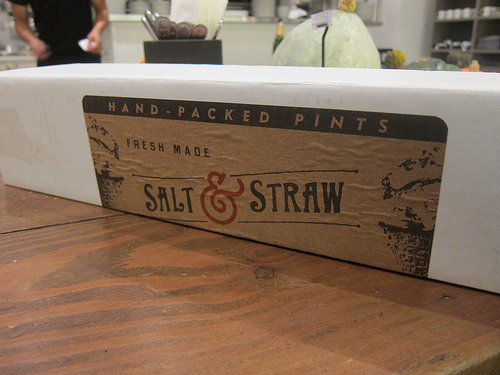 HAND-PACKED PINTS
FRESH MADE
SALT & STRAW